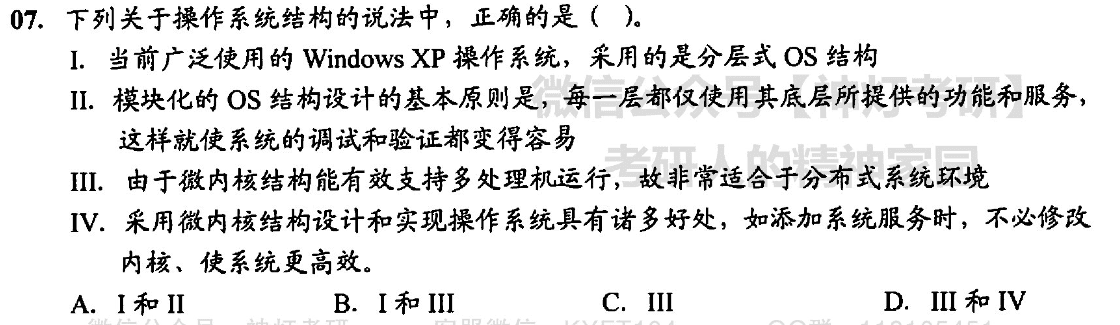 07. 下列关于操作系统结构的说法中，正确的是（ ）。
I. 当前广泛使用的 Windows XP 操作系统，采用的是分层式 OS 结构
II. 模块化的 OS 结构设计的基本原则是，每一层都仅使用其底层所提供的功能和服务，
这样就使系统的调试和验证都变得容易
III. 由于微内核结构能有效支持多处理机运行，故非常适合于分布式系统环境
IV. 采用微内核结构设计和实现操作系统具有诸多好处，如添加系统服务时，不必修改
内核、使系统更高效。
A. I 和 II B. I 和 III C. III D. III 和 IV
微信公众号【神灯考研】
考研人的精神家园